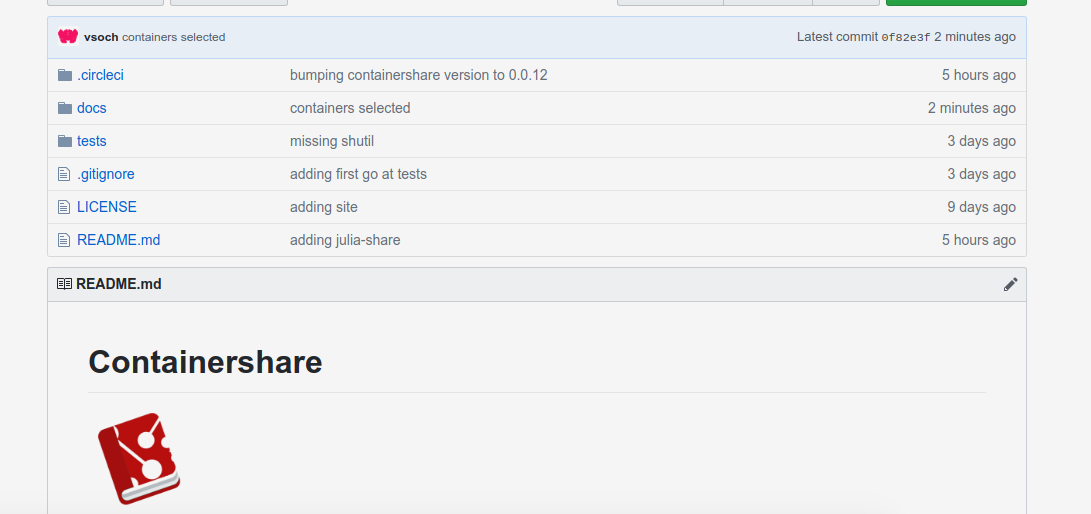 vsoch containers selected Latest commit 0f82e3f 2 minutes ago
.circleci bumping containershare version to 0.0.12 5 hours ago
docs containers selected 2 minutes ago
tests missing shutil 3 days ago
.gitignore adding first go at tests 3 days ago
LICENSE adding site 9 days ago
README.md adding julia-share 5 hours ago
README.md
Containershare